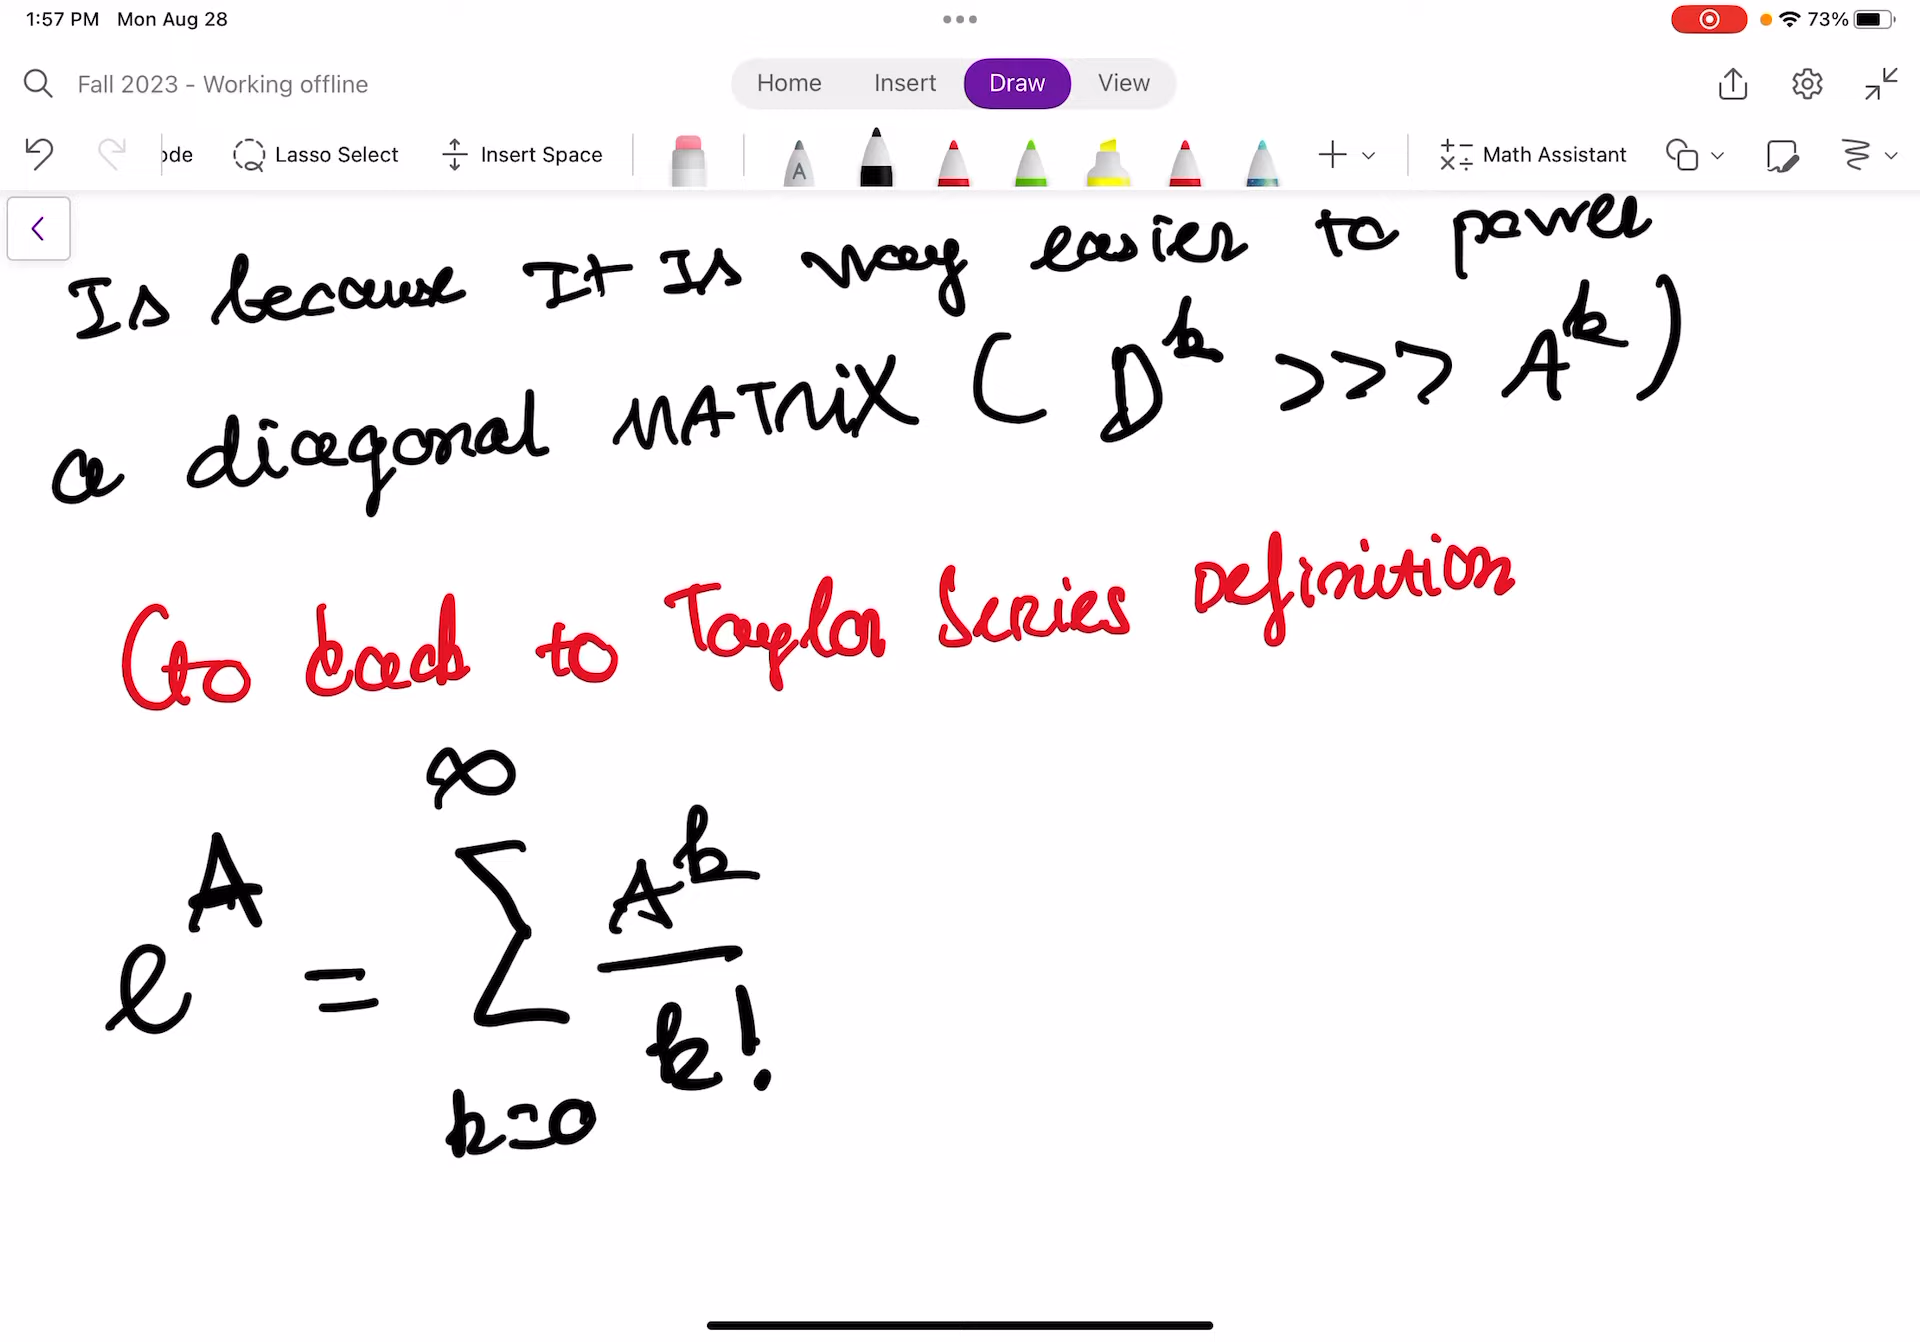 1:57 PM Mon Aug 28
73%
Fall 2023 - Working offline
Home Insert Draw View
ode Lasso Select Insert Space A Math Assistant
Is because It Is way easier to power
a diagonal MATRIX ( D^k >>> A^k )
Go back to Taylor Series Definition
e^A = ∑_{k=0}^{∞} A^k / k!